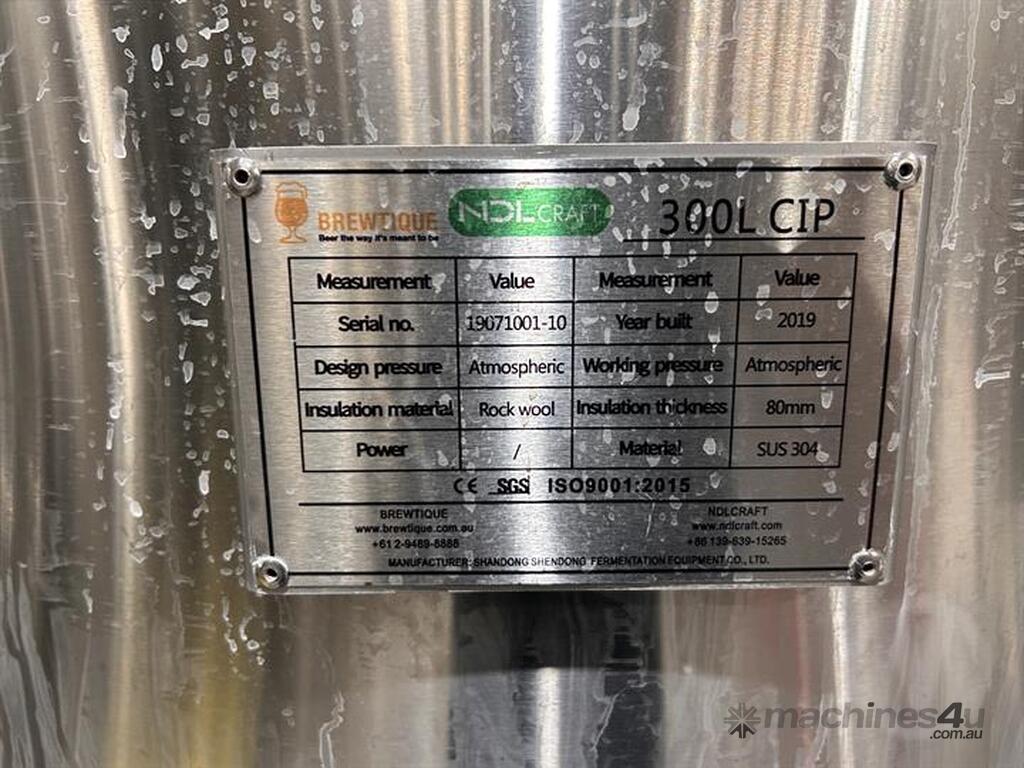 BREWTIQUE
Beer the way it's meant to be
NDLCRAFT
300L CIP
Measurement Value Measurement Value
Serial no. 19071001-10 Year built 2019
Design pressure Atmospheric Working pressure Atmospheric
Insulation material Rock wool Insulation thickness 80mm
Power / Material SUS 304
CE SGS ISO9001:2015
BREWTIQUE NDLCRAFT
www.brewtique.com.au www.ndlcraft.com
+61 2-9469-8888 +86 139-639-15265
MANUFACTURER: SHANDONG SHENDONG FERMENTATION EQUIPMENT CO., LTD.
machines4u
.com.au